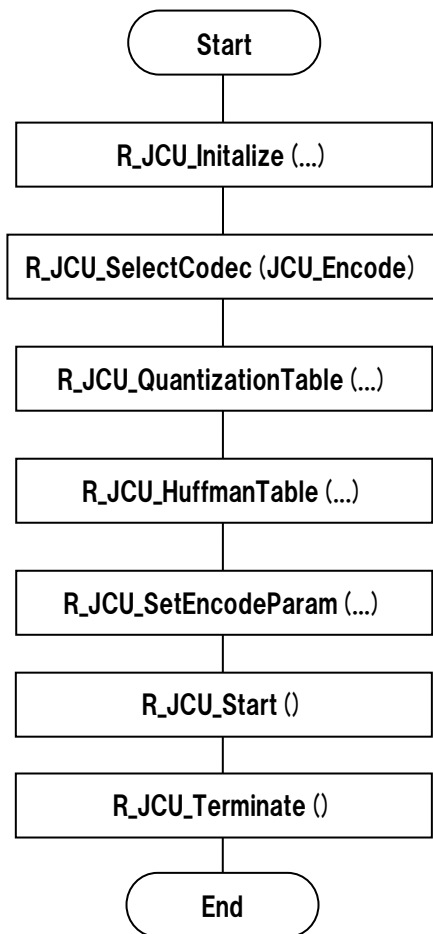 Start
R_JCU_Initalize (...)
R_JCU_SelectCodec (JCU_Encode)
R_JCU_QuantizationTable (...)
R_JCU_HuffmanTable (...)
R_JCU_SetEncodeParam (...)
R_JCU_Start ()
R_JCU_Terminate ()
End